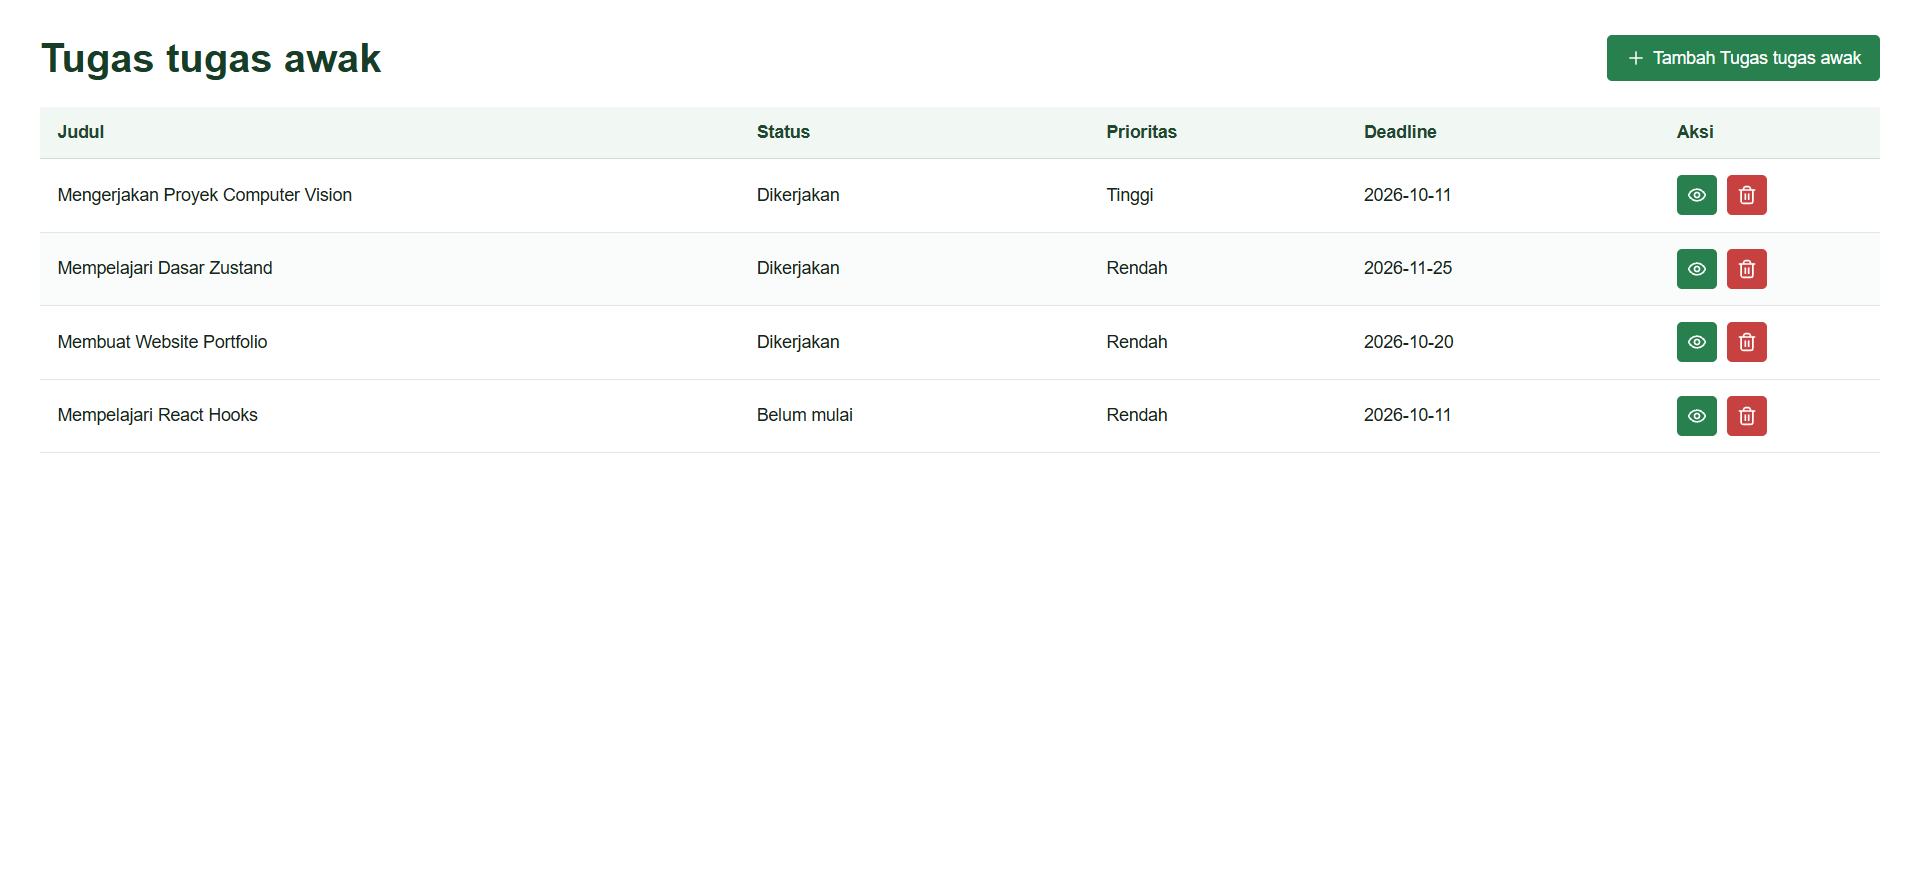 Tugas tugas awak
Tambah Tugas tugas awak
Judul Status Prioritas Deadline Aksi
Mengerjakan Proyek Computer Vision Dikerjakan Tinggi 2026-10-11
Mempelajari Dasar Zustand Dikerjakan Rendah 2026-11-25
Membuat Website Portfolio Dikerjakan Rendah 2026-10-20
Mempelajari React Hooks Belum mulai Rendah 2026-10-11